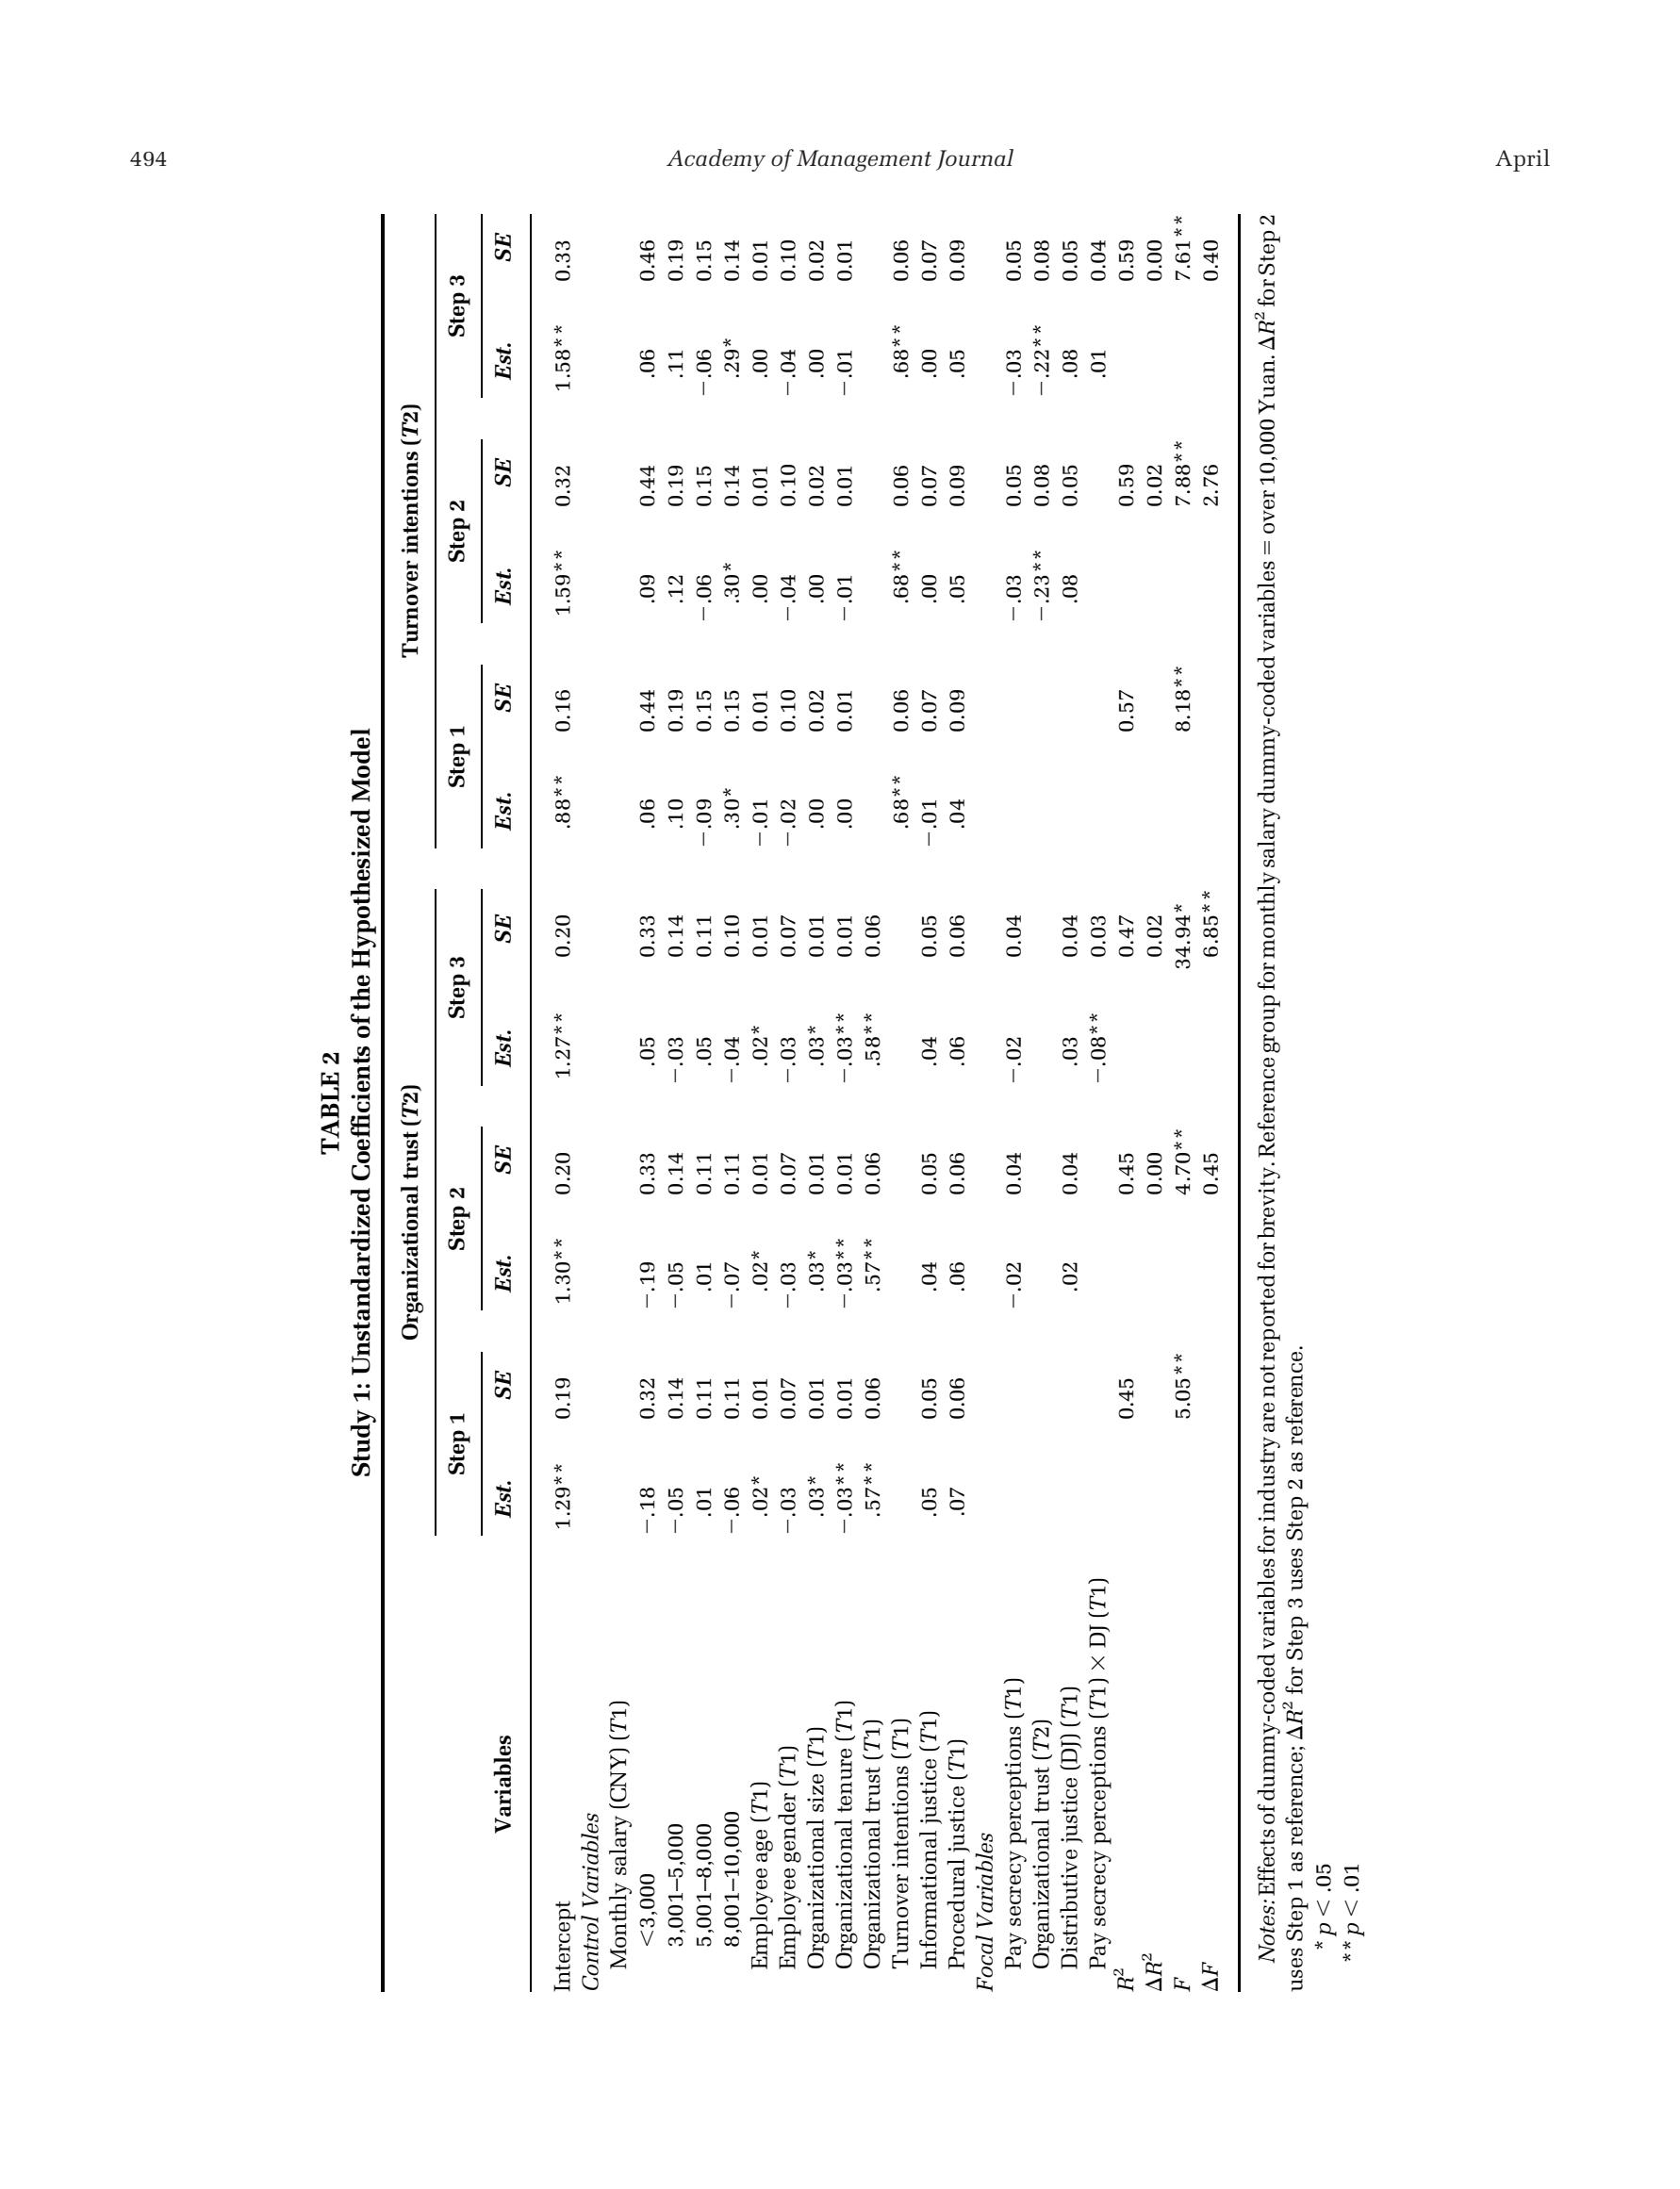 494 Academy of Management Journal April
TABLE 2
Study 1: Unstandardized Coefficients of the Hypothesized Model
Organizational trust (T2) Turnover intentions (T2)
Step 1 Step 2 Step 3 Step 1 Step 2 Step 3
Variables Est. SE Est. SE Est. SE Est. SE Est. SE Est. SE
Intercept 1.29** 0.19 1.30** 0.20 1.27** 0.20 .88** 0.16 1.59** 0.32 1.58** 0.33
Control Variables
Monthly salary (CNY) (T1)
<3,000 −.18 0.32 −.19 0.33 .05 0.33 .06 0.44 .09 0.44 .06 0.46
3,001–5,000 −.05 0.14 −.05 0.14 −.03 0.14 .10 0.19 .12 0.19 .11 0.19
5,001–8,000 .01 0.11 .01 0.11 .05 0.11 −.09 0.15 −.06 0.15 −.06 0.15
8,001–10,000 −.06 0.11 −.07 0.11 −.04 0.10 .30* 0.15 .30* 0.14 .29* 0.14
Employee age (T1) .02* 0.01 .02* 0.01 .02* 0.01 −.01 0.01 .00 0.01 .00 0.01
Employee gender (T1) −.03 0.07 −.03 0.07 −.03 0.07 −.02 0.10 −.04 0.10 −.04 0.10
Organizational size (T1) .03* 0.01 .03* 0.01 .03* 0.01 .00 0.02 .00 0.02 .00 0.02
Organizational tenure (T1) −.03** 0.01 −.03** 0.01 −.03** 0.01 .00 0.01 −.01 0.01 −.01 0.01
Organizational trust (T1) .57** 0.06 .57** 0.06 .58** 0.06
Turnover intentions (T1) .68** 0.06 .68** 0.06 .68** 0.06
Informational justice (T1) .05 0.05 .04 0.05 .04 0.05 −.01 0.07 .00 0.07 .00 0.07
Procedural justice (T1) .07 0.06 .06 0.06 .06 0.06 .04 0.09 .05 0.09 .05 0.09
Focal Variables
Pay secrecy perceptions (T1) −.02 0.04 −.02 0.04 −.03 0.05 −.03 0.05
Organizational trust (T2) −.23** 0.08 −.22** 0.08
Distributive justice (DJ) (T1) .02 0.04 .03 0.04 .08 0.05 .08 0.05
Pay secrecy perceptions (T1) × DJ (T1) −.08** 0.03 .01 0.04
R² 0.45 0.45 0.47 0.57 0.59 0.59
ΔR² 0.00 0.02 0.02 0.00
F 5.05** 4.70** 34.94* 8.18** 7.88** 7.61**
ΔF 0.45 6.85** 2.76 0.40
Notes: Effects of dummy-coded variables for industry are not reported for brevity. Reference group for monthly salary dummy-coded variables = over 10,000 Yuan. ΔR² for Step 2
uses Step 1 as reference; ΔR² for Step 3 uses Step 2 as reference.
* p < .05
** p < .01